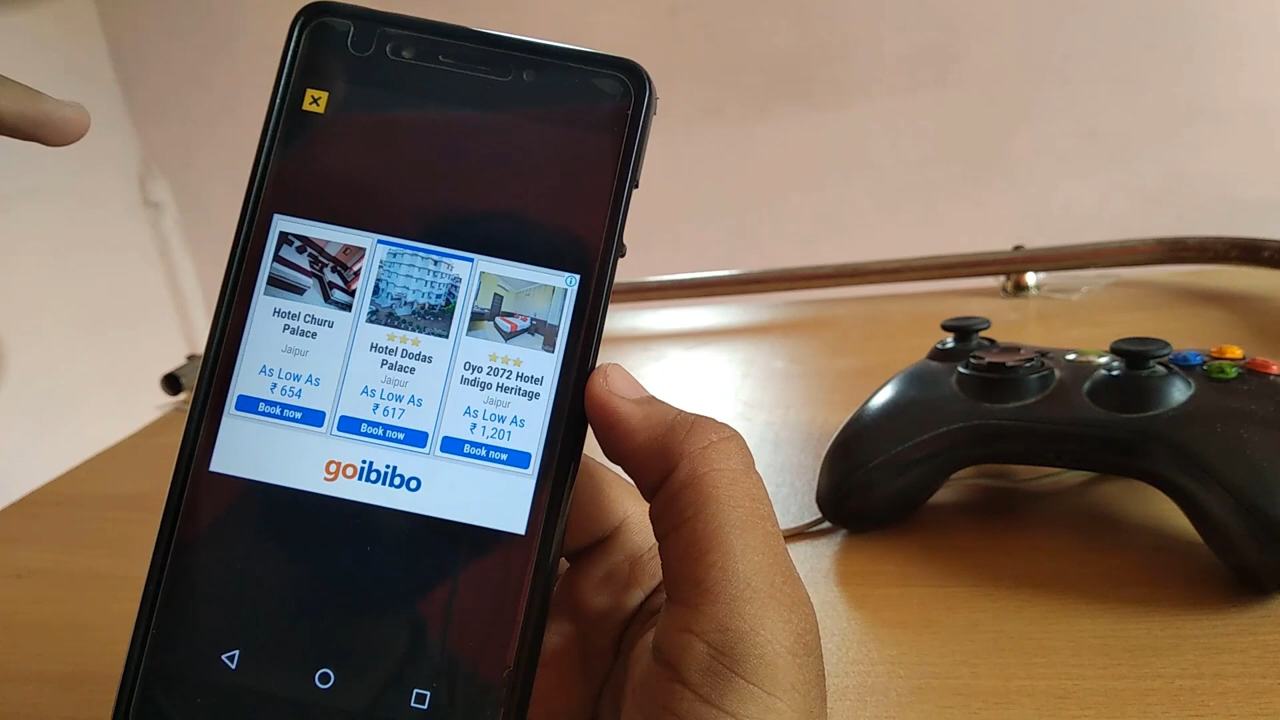 Hotel Churu
Palace
Jaipur
As Low As
₹ 654
Book now
Hotel Dodas
Palace
Jaipur
As Low As
₹ 617
Book now
Oyo 2072 Hotel
Indigo Heritage
Jaipur
As Low As
₹ 1,201
Book now
goibibo